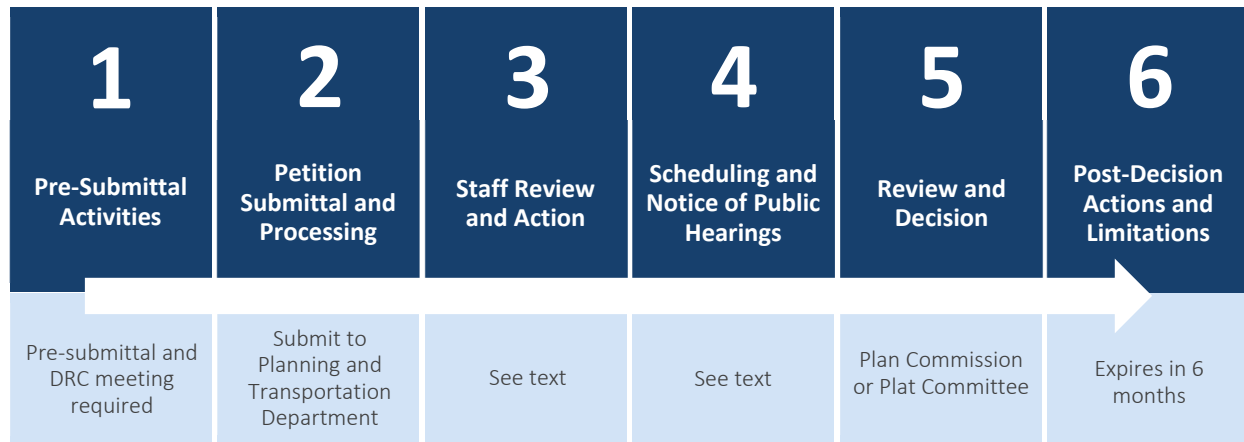 1
Pre-Submittal
Activities
2
Petition
Submittal and
Processing
3
Staff Review
and Action
4
Scheduling and
Notice of Public
Hearings
5
Review and
Decision
6
Post-Decision
Actions and
Limitations
Pre-submittal and
DRC meeting
required
Submit to
Planning and
Transportation
Department
See text
See text
Plan Commission
or Plat Committee
Expires in 6
months